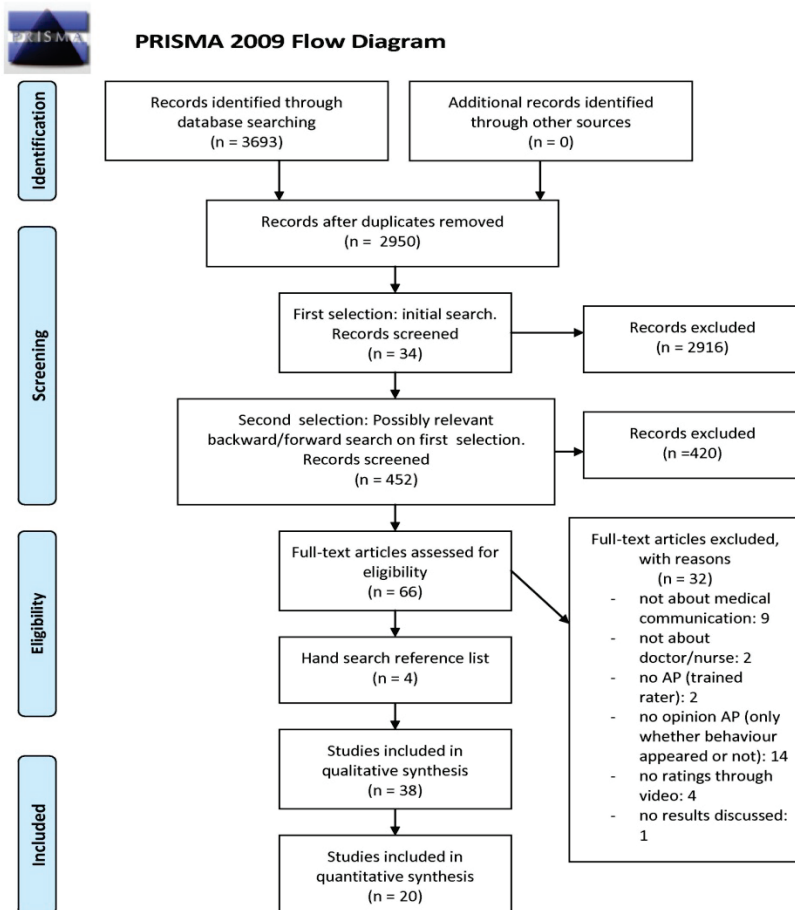 PRISMA
PRISMA 2009 Flow Diagram
Identification
Records identified through
database searching
(n = 3693)
Additional records identified
through other sources
(n = 0)
Records after duplicates removed
(n = 2950)
Screening
First selection: initial search.
Records screened
(n = 34)
Records excluded
(n = 2916)
Second selection: Possibly relevant
backward/forward search on first selection.
Records screened
(n = 452)
Records excluded
(n =420)
Eligibility
Full-text articles assessed for
eligibility
(n = 66)
Full-text articles excluded,
with reasons
(n = 32)
- not about medical
communication: 9
- not about
doctor/nurse: 2
- no AP (trained
rater): 2
- no opinion AP (only
whether behaviour
appeared or not): 14
- no ratings through
video: 4
- no results discussed:
1
Hand search reference list
(n = 4)
Included
Studies included in
qualitative synthesis
(n = 38)
Studies included in
quantitative synthesis
(n = 20)